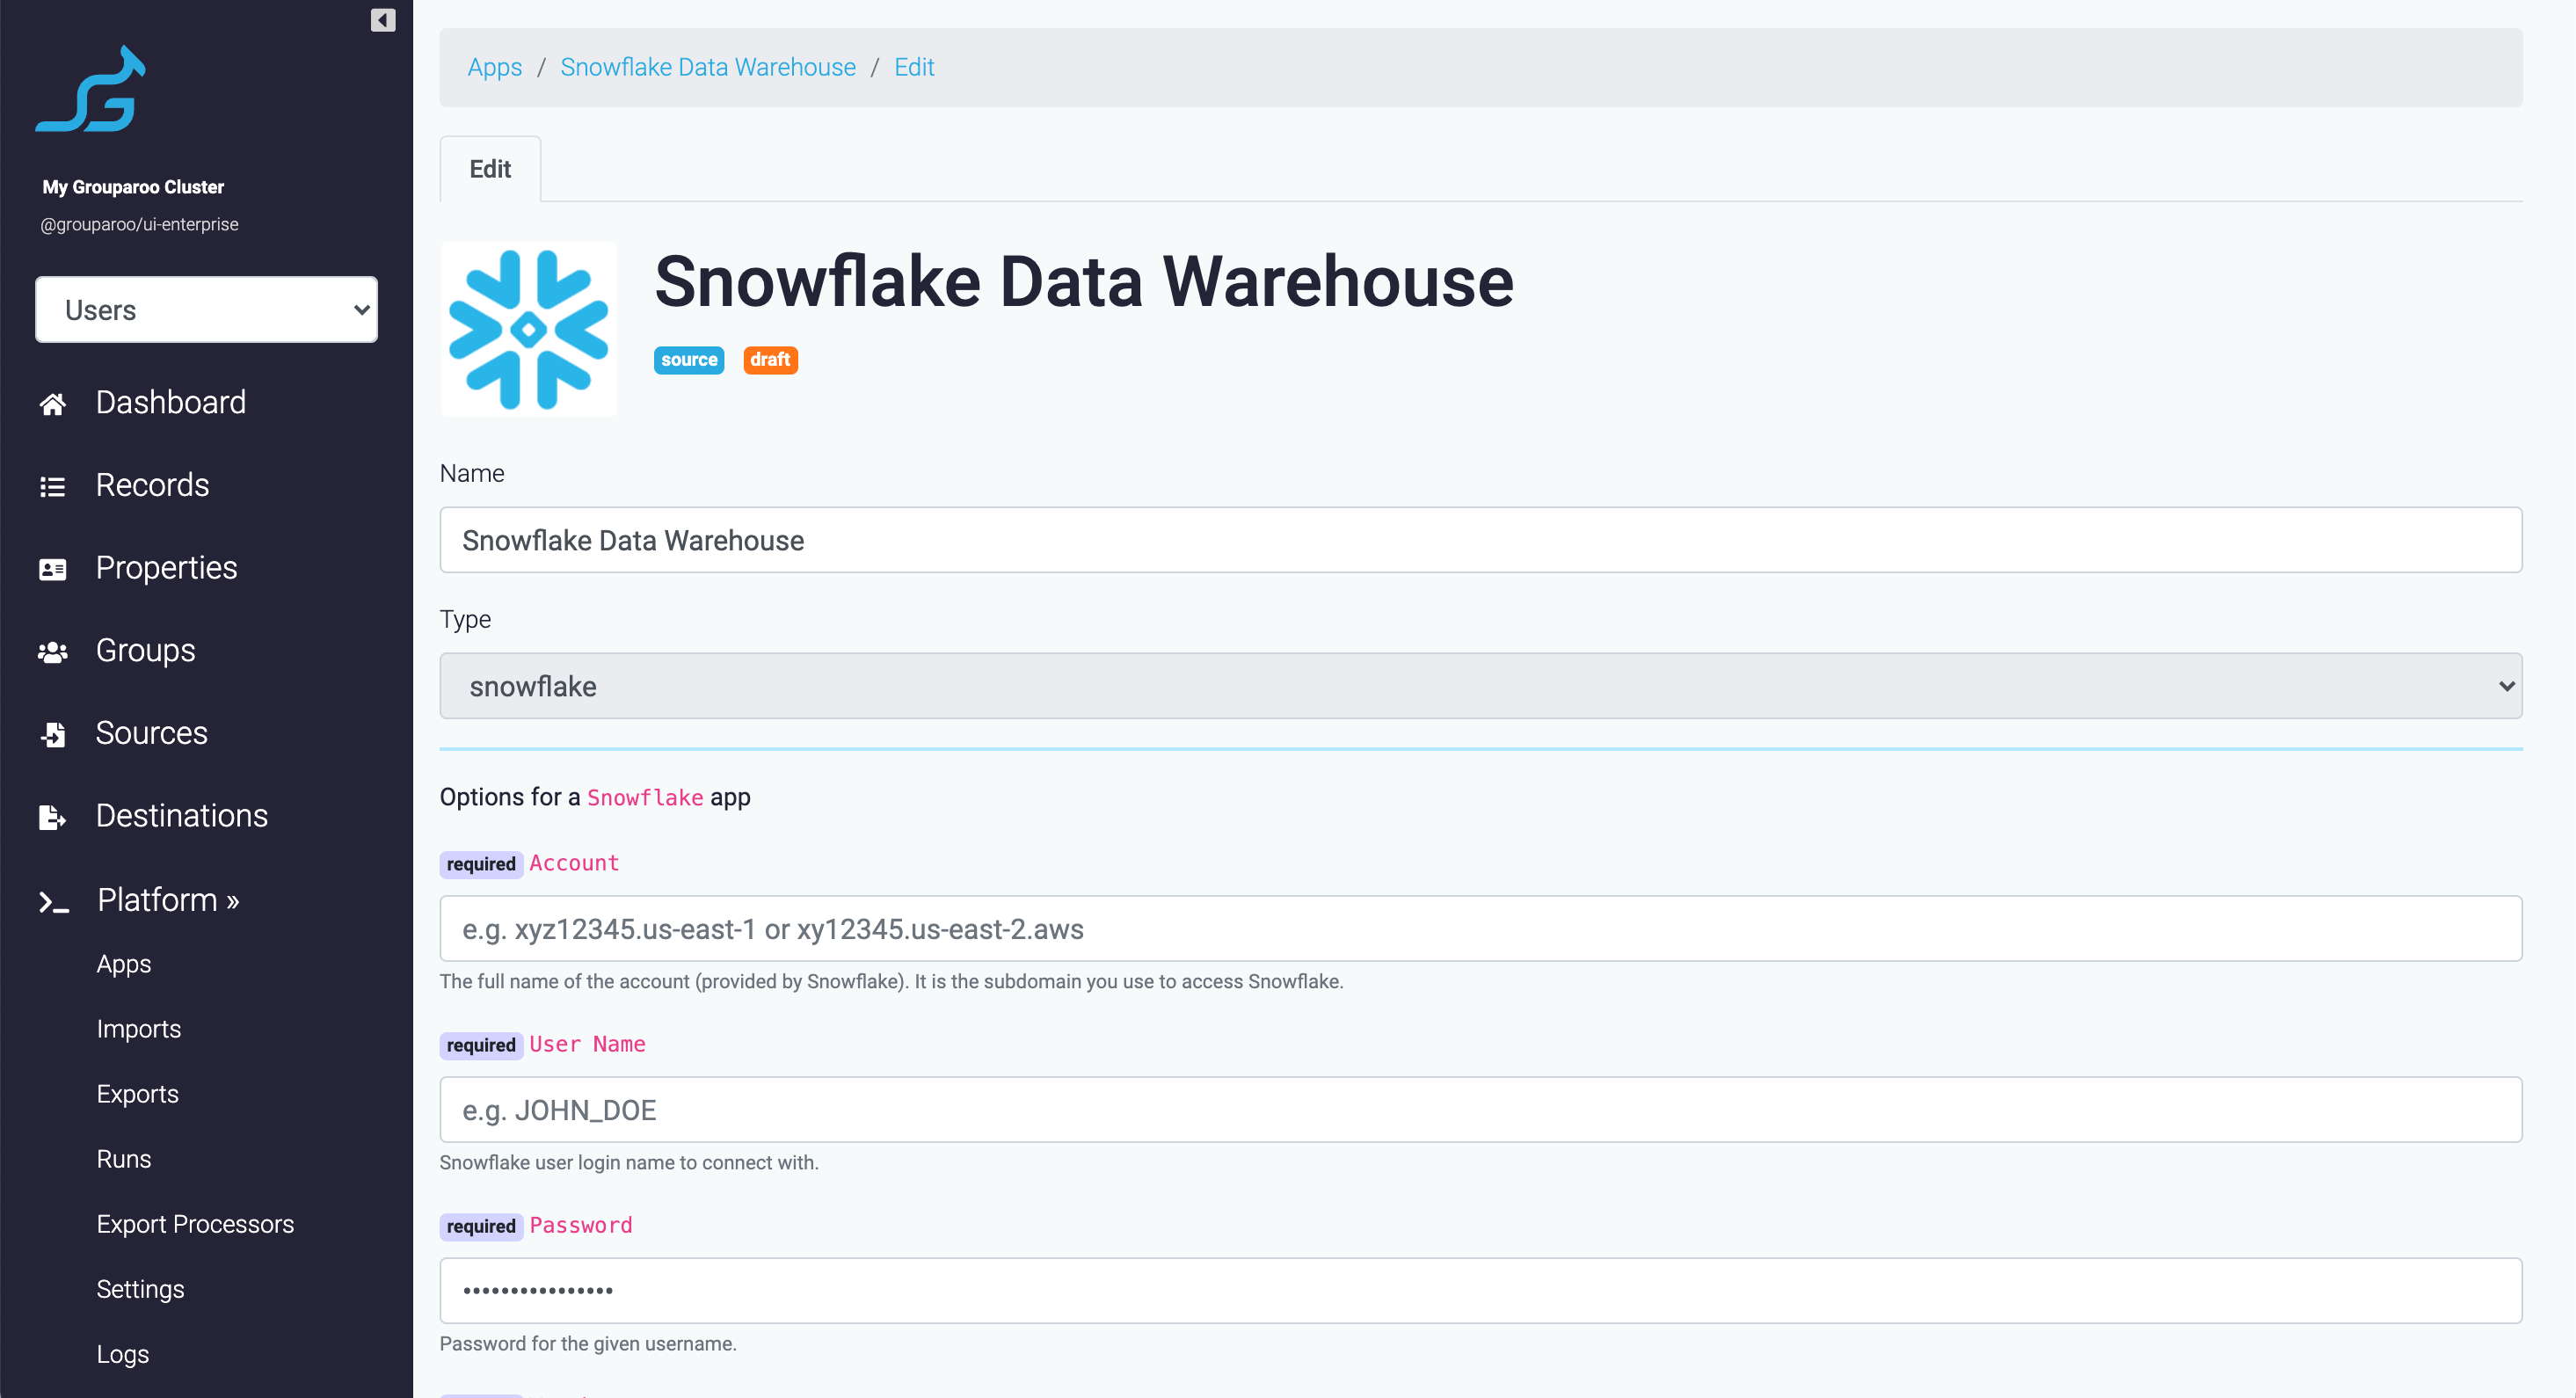 My Grouparoo Cluster
@grouparoo/ui-enterprise
Users
Dashboard
Records
Properties
Groups
Sources
Destinations
Platform »
Apps
Imports
Exports
Runs
Export Processors
Settings
Logs
Apps / Snowflake Data Warehouse / Edit
Edit
Snowflake Data Warehouse
source draft
Name
Snowflake Data Warehouse
Type
snowflake
Options for a Snowflake app
required Account
e.g. xyz12345.us-east-1 or xy12345.us-east-2.aws
The full name of the account (provided by Snowflake). It is the subdomain you use to access Snowflake.
required User Name
e.g. JOHN_DOE
Snowflake user login name to connect with.
required Password
••••••••••••••••
Password for the given username.